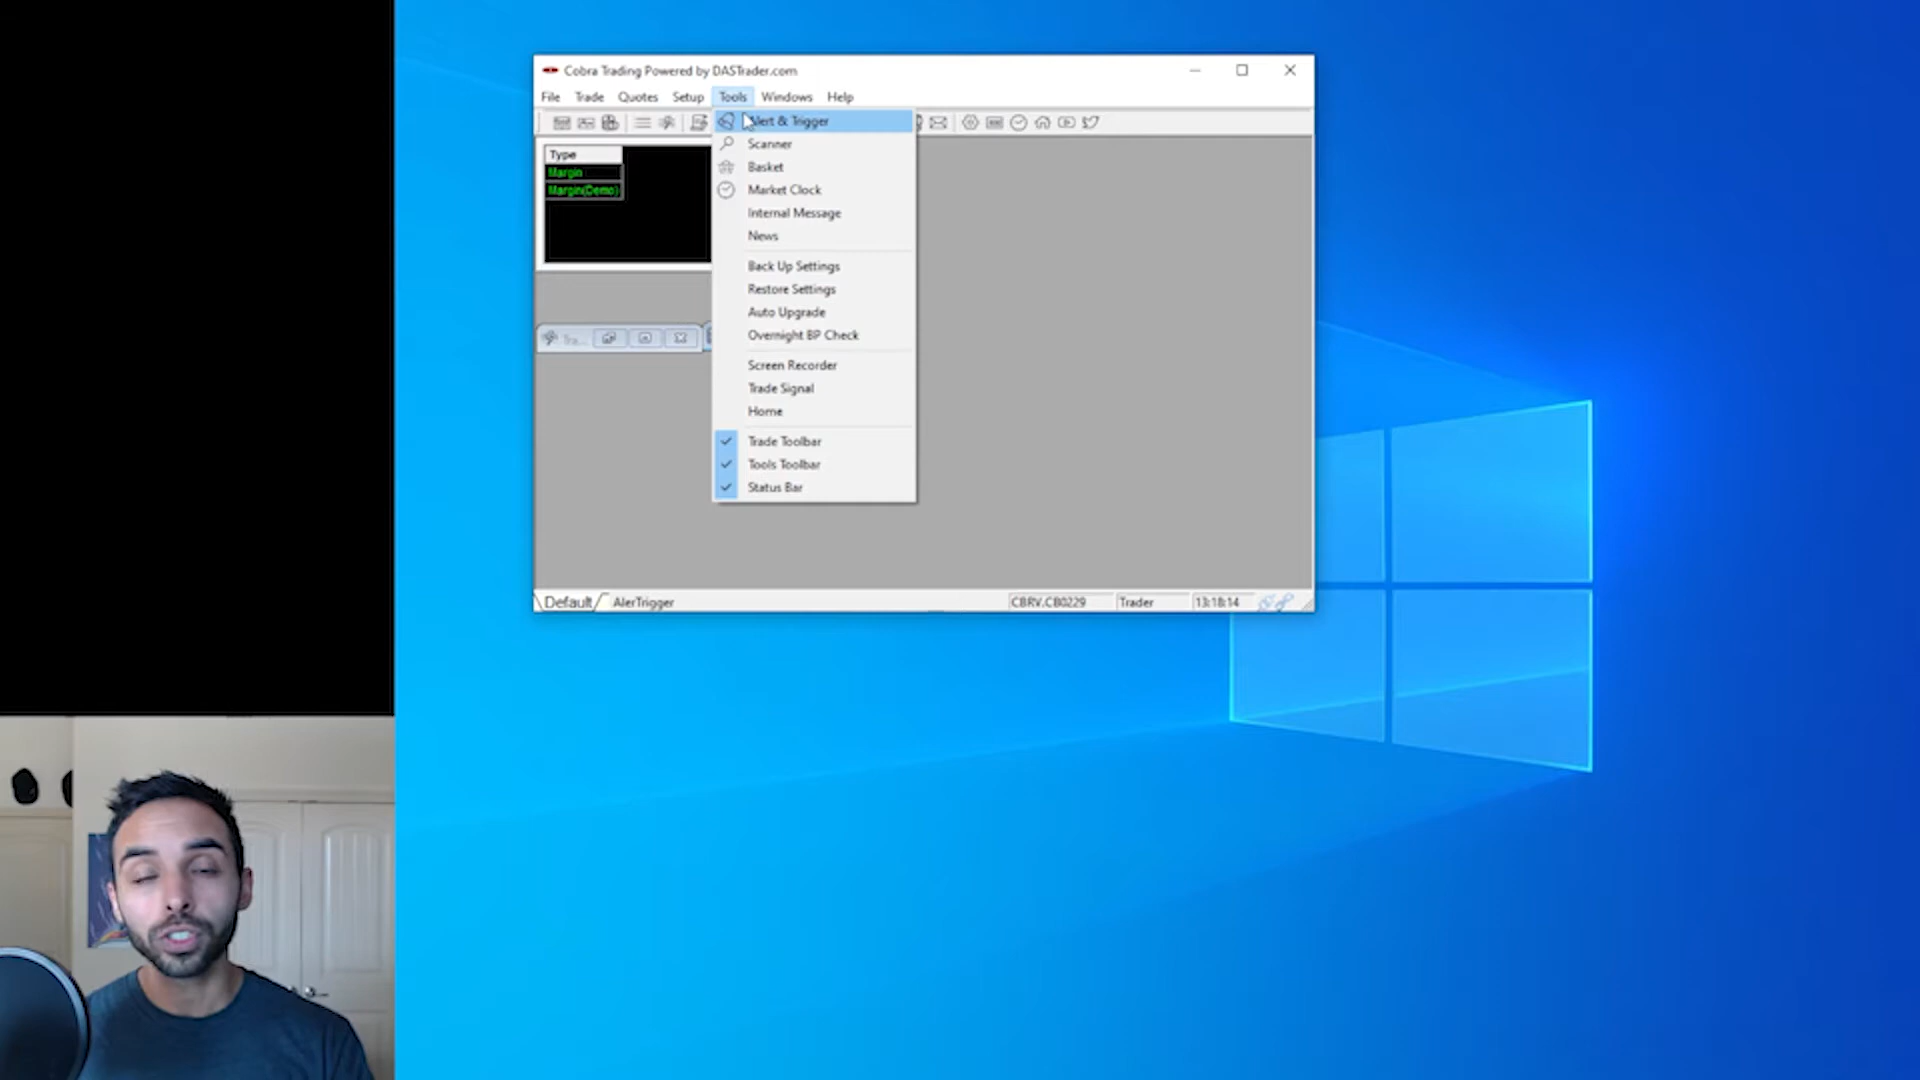 Cobra Trading Powered by DASTrader.com
File Trade Quotes Setup Tools Windows Help
Type
Margin
Margin(Demo)
Tra...
Alert & Trigger
Scanner
Basket
Market Clock
Internal Message
News
Back Up Settings
Restore Settings
Auto Upgrade
Overnight BP Check
Screen Recorder
Trade Signal
Home
Trade Toolbar
Tools Toolbar
Status Bar
Default AlerTrigger CBRV.CB0229 Trader 13:18:14